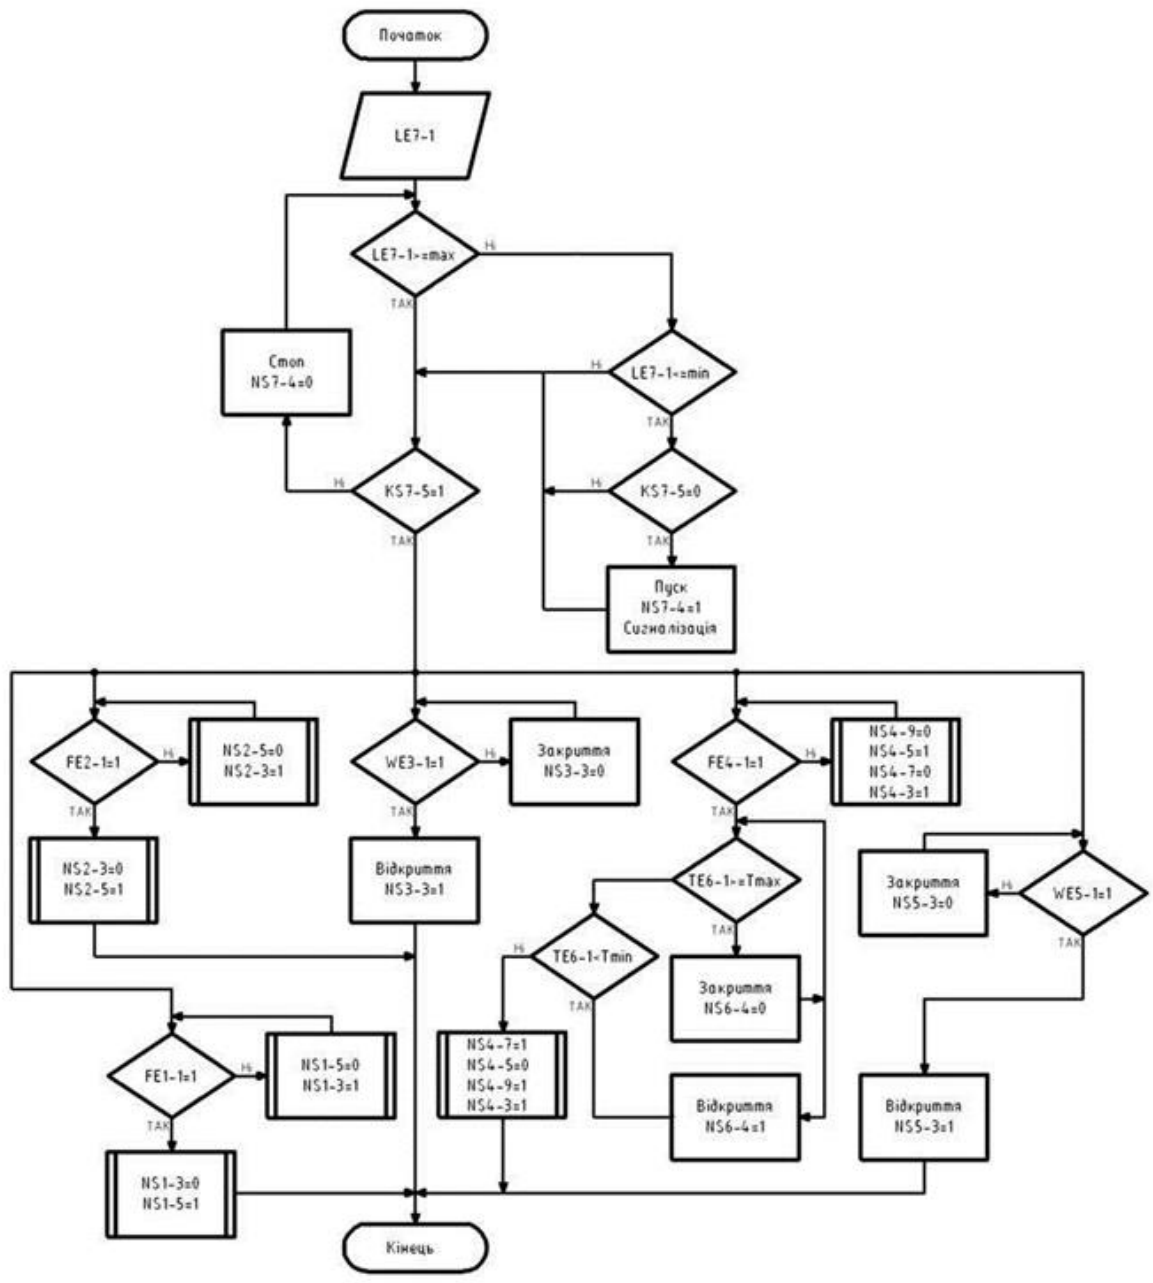 Початок
LE7-1
LE7-1>=max
Ні
ТАК
Стоп
NS7-4=0
Ні
LE7-1<=min
ТАК
Ні
KS7-5=1
Ні
KS7-5=0
ТАК
ТАК
Пуск
NS7-4=1
Сигналізація
FE2-1=1
Ні
NS2-5=0
NS2-3=1
ТАК
NS2-3=0
NS2-5=1
WE3-1=1
Ні
Закриття
NS3-3=0
ТАК
Відкриття
NS3-3=1
FE4-1=1
Ні
NS4-9=0
NS4-5=1
NS4-7=0
NS4-3=1
ТАК
TE6-1>=Tmax
ТАК
Закриття
NS5-3=0
Ні
WE5-1=1
ТАК
Ні
TE6-1<Tmin
ТАК
Закриття
NS6-4=0
FE1-1=1
Ні
NS1-5=0
NS1-3=1
ТАК
NS4-7=1
NS4-5=0
NS4-9=1
NS4-3=1
Відкриття
NS6-4=1
Відкриття
NS5-3=1
NS1-3=0
NS1-5=1
Кінець